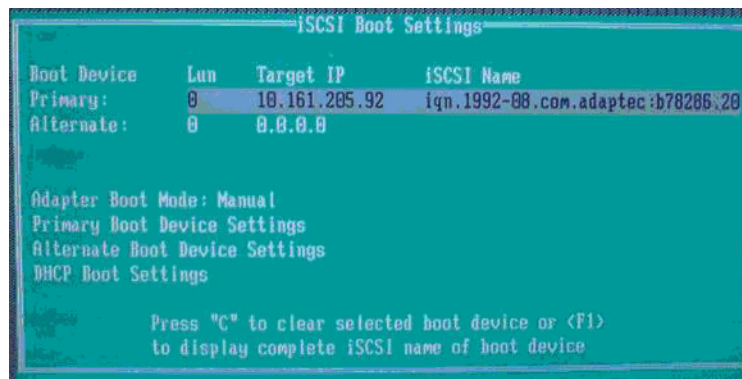 iSCSI Boot Settings
Boot Device Lun Target IP iSCSI Name
Primary: 0 10.161.205.92 iqn.1992-08.com.adaptec:b78206.20
Alternate: 0 0.0.0.0
Adapter Boot Mode: Manual
Primary Boot Device Settings
Alternate Boot Device Settings
DHCP Boot Settings
Press "C" to clear selected boot device or <F1>
to display complete iSCSI name of boot device